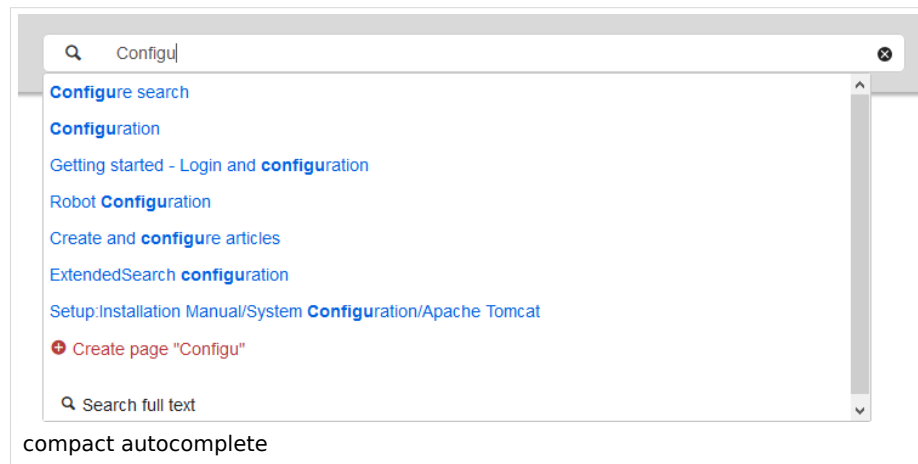 Configu
Configure search
Configuration
Getting started - Login and configuration
Robot Configuration
Create and configure articles
ExtendedSearch configuration
Setup:Installation Manual/System Configuration/Apache Tomcat
Create page "Configu"
Search full text
compact autocomplete